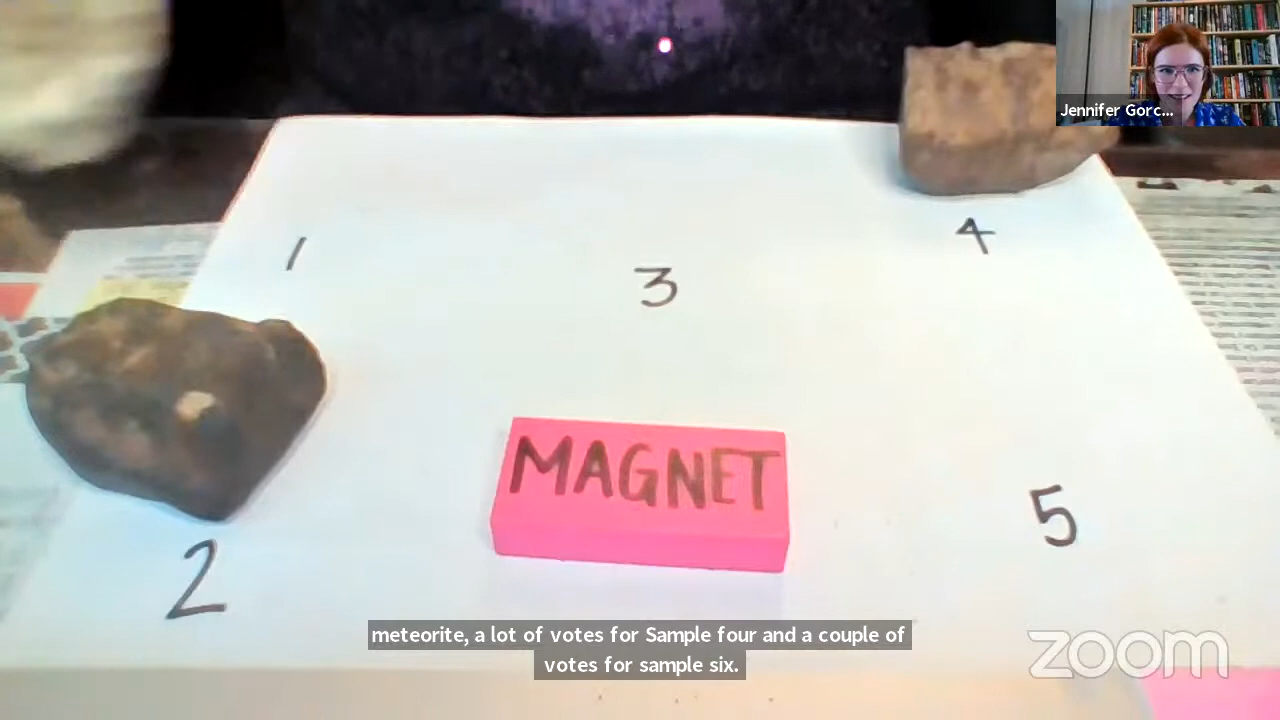 Jennifer Gorc...
1
3
4
MAGNET
2
5
meteorite, a lot of votes for Sample four and a couple of
votes for sample six.
zoom